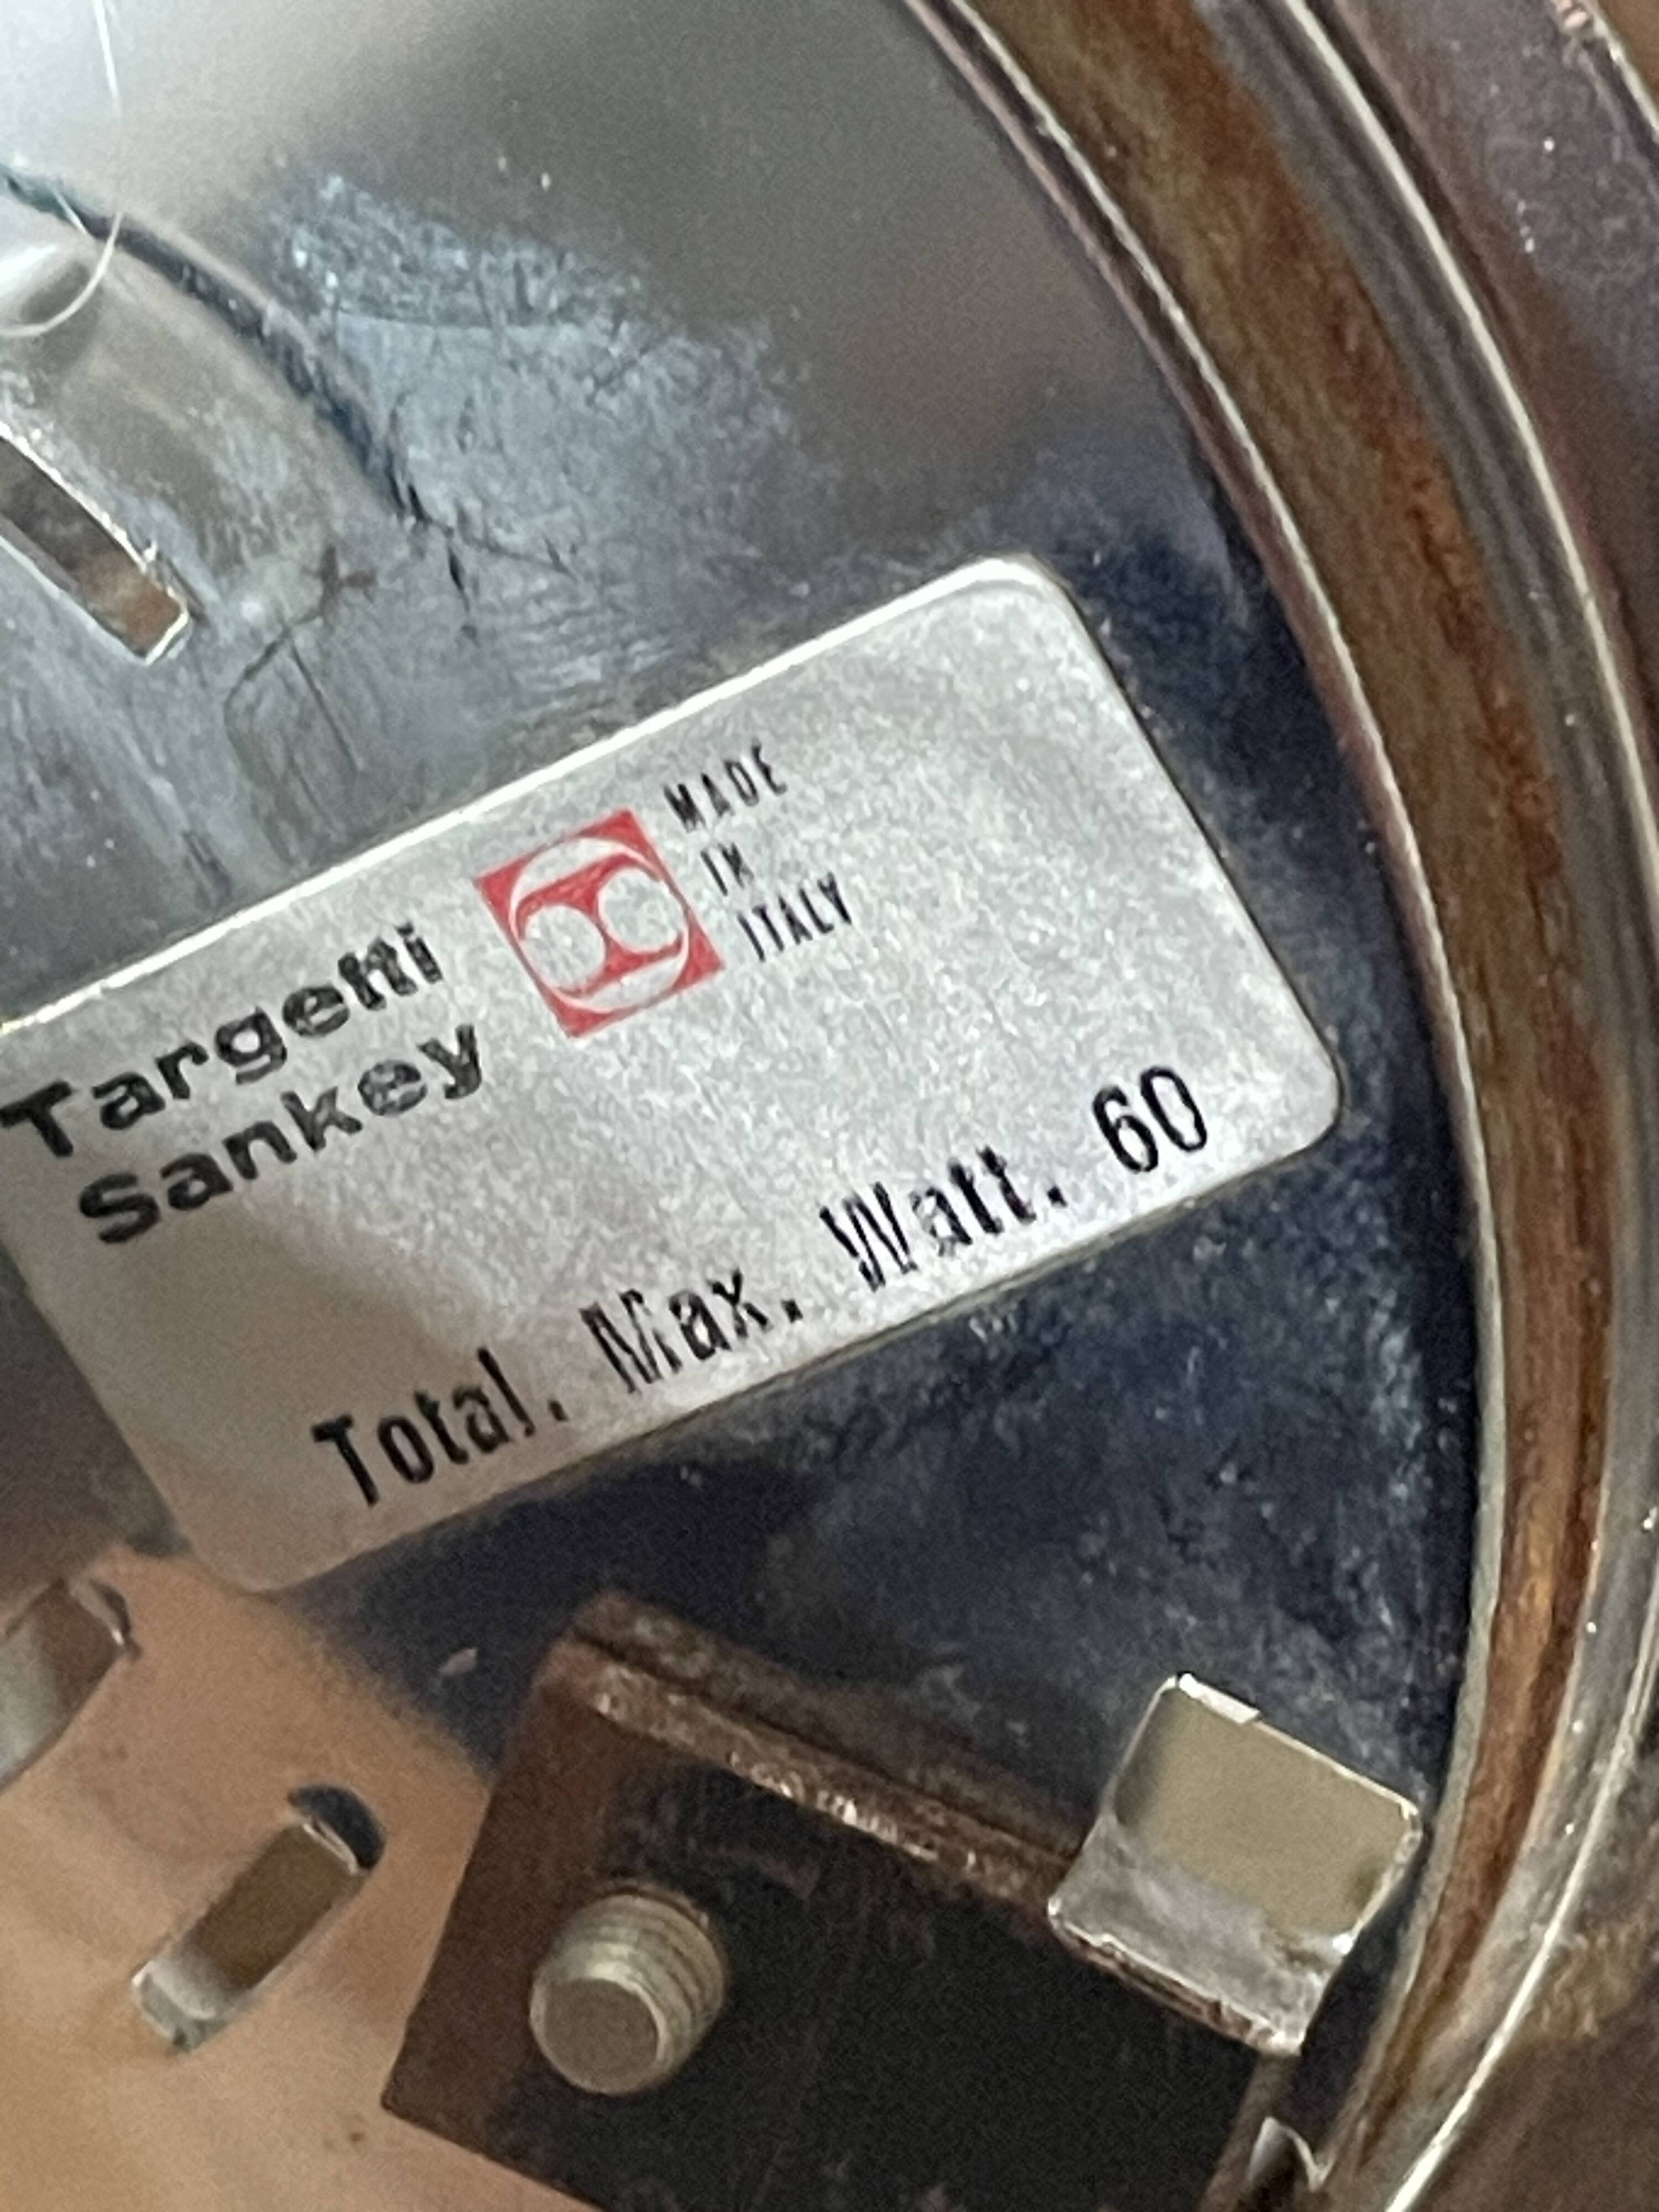 Targetti
Sankey
MADE
IN
ITALY
Total. Max. Watt. 60